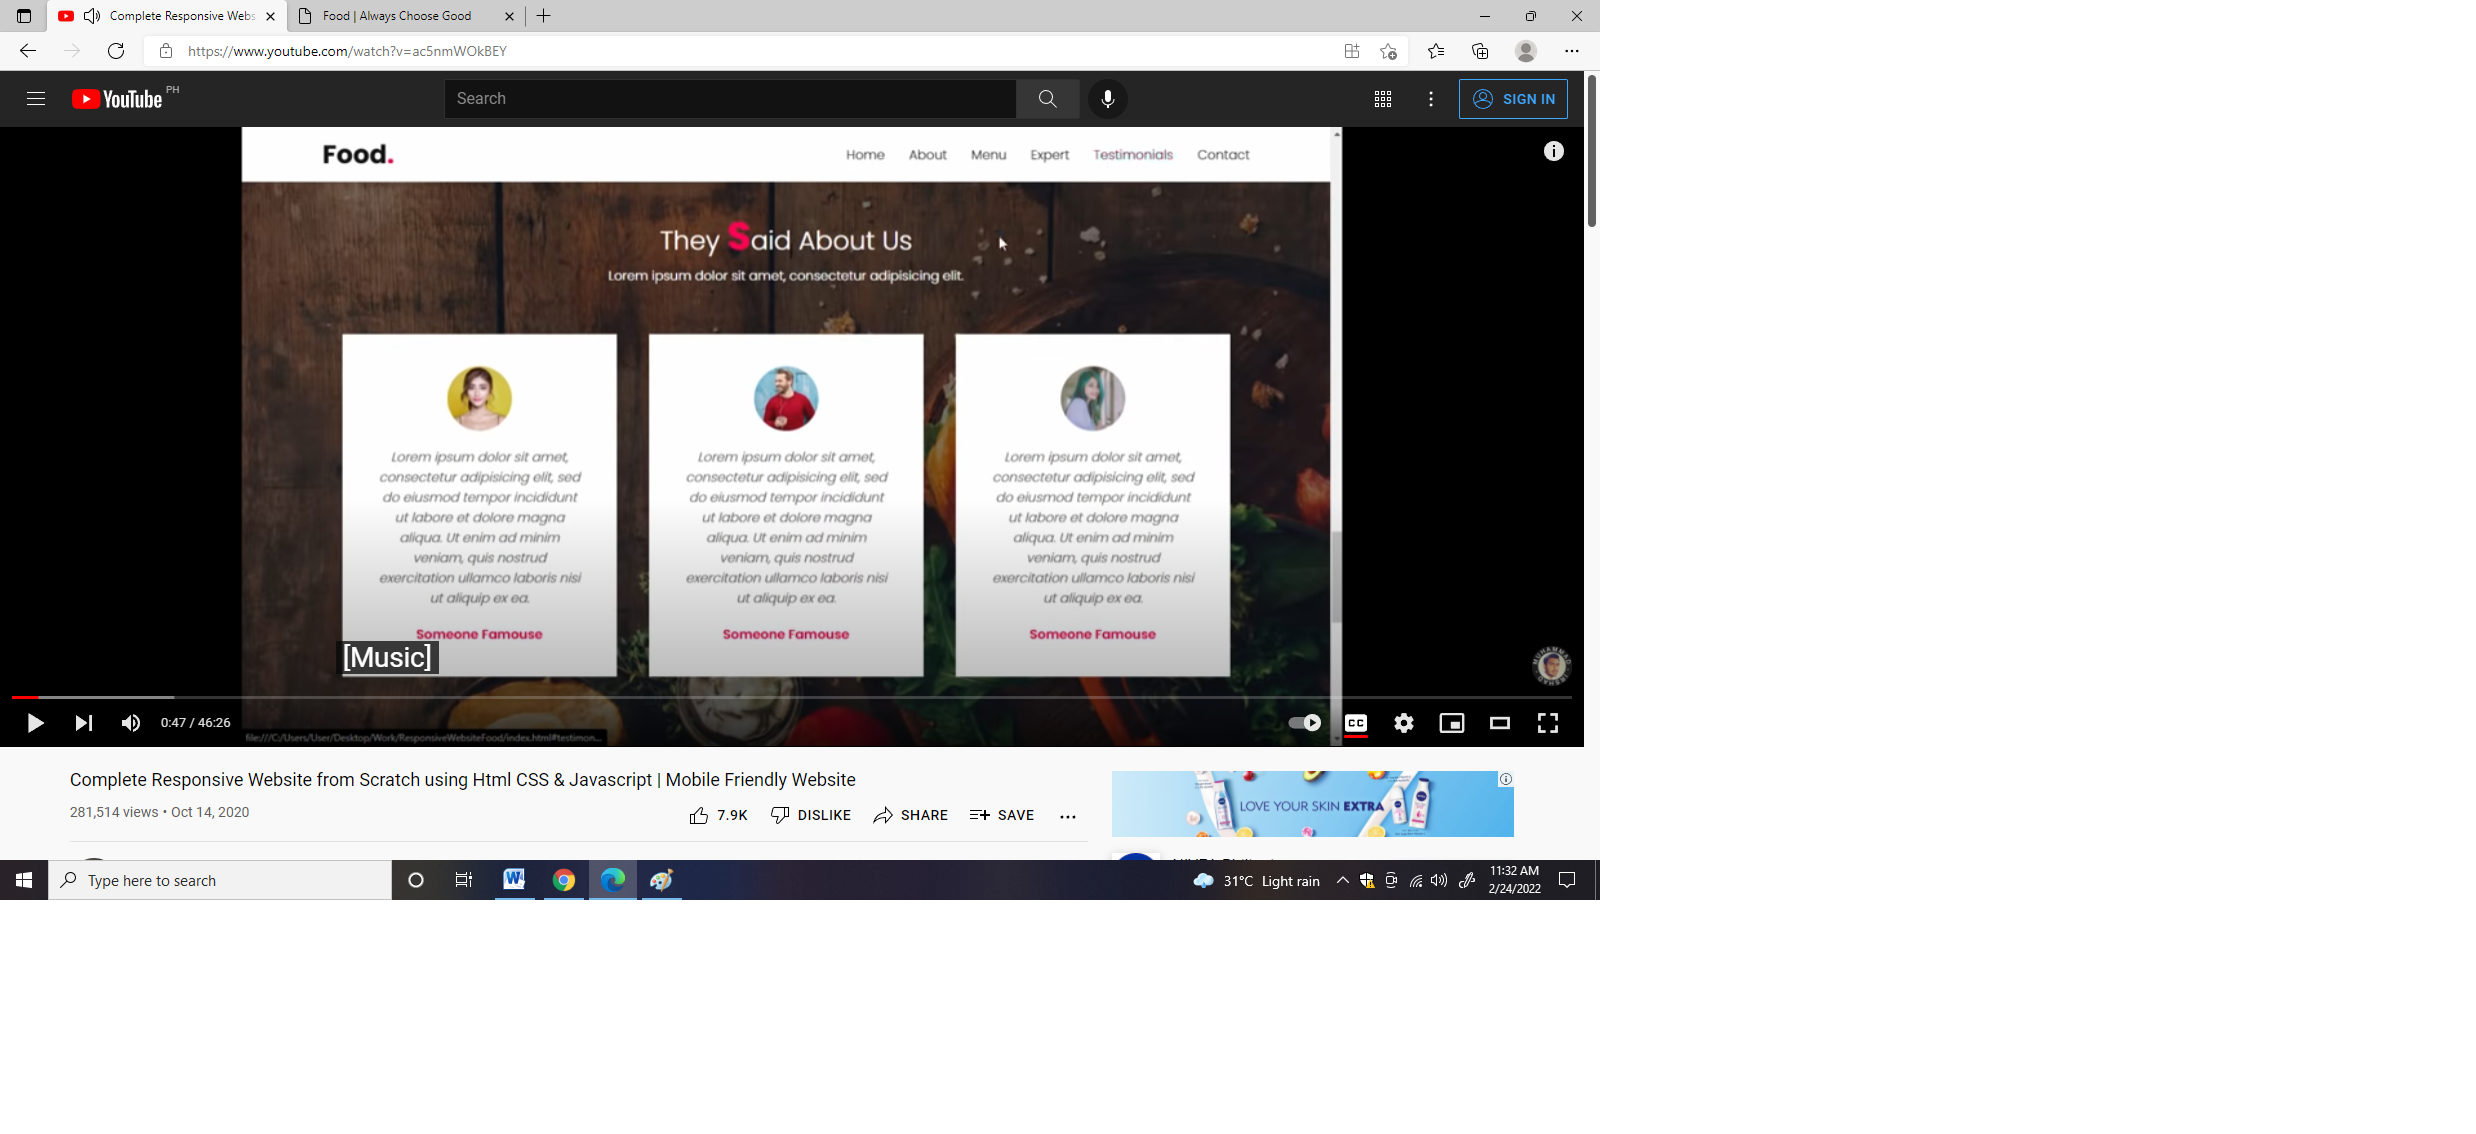 Complete Responsive Webs
Food | Always Choose Good
https://www.youtube.com/watch?v=ac5nmWOkBEY
YouTube PH
Search
SIGN IN
Food.
Home About Menu Expert Testimonials Contact
They Said About Us
Lorem ipsum dolor sit amet, consectetur adipisicing elit.
Lorem ipsum dolor sit amet,
consectetur adipisicing elit, sed
do eiusmod tempor incididunt
ut labore et dolore magna
aliqua. Ut enim ad minim
veniam, quis nostrud
exercitation ullamco laboris nisi
ut aliquip ex ea.
Someone Famouse
Lorem ipsum dolor sit amet,
consectetur adipisicing elit, sed
do eiusmod tempor incididunt
ut labore et dolore magna
aliqua. Ut enim ad minim
veniam, quis nostrud
exercitation ullamco laboris nisi
ut aliquip ex ea.
Someone Famouse
Lorem ipsum dolor sit amet,
consectetur adipisicing elit, sed
do eiusmod tempor incididunt
ut labore et dolore magna
aliqua. Ut enim ad minim
veniam, quis nostrud
exercitation ullamco laboris nisi
ut aliquip ex ea.
Someone Famouse
[Music]
MUHAMMAD
0:47 / 46:26
CC
file:///C:/Users/User/Desktop/Work/ResponsiveWebsiteFood/index.html#testimon...
Complete Responsive Website from Scratch using Html CSS & Javascript | Mobile Friendly Website
281,514 views • Oct 14, 2020
7.9K DISLIKE SHARE SAVE
LOVE YOUR SKIN EXTRA
Type here to search
31°C Light rain
11:32 AM
2/24/2022